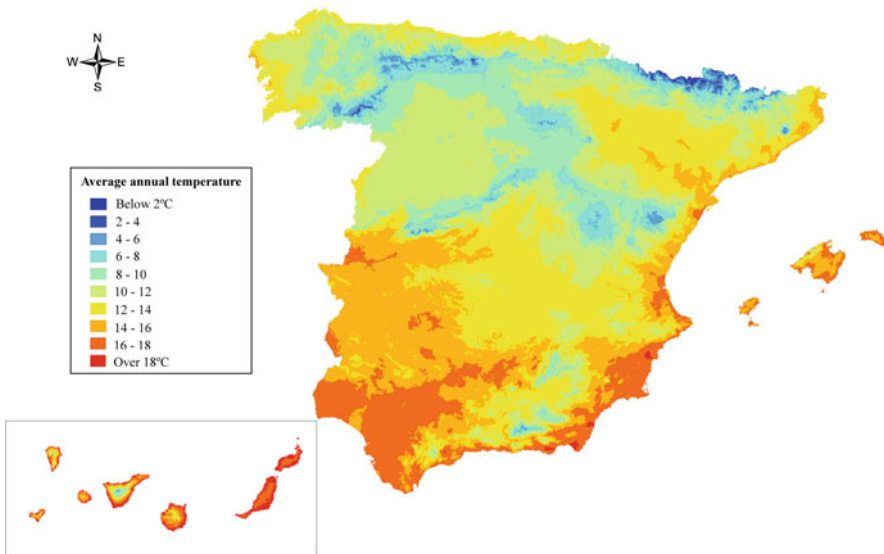 N
W E
S
Average annual temperature
Below 2ºC
2 - 4
4 - 6
6 - 8
8 - 10
10 - 12
12 - 14
14 - 16
16 - 18
Over 18ºC